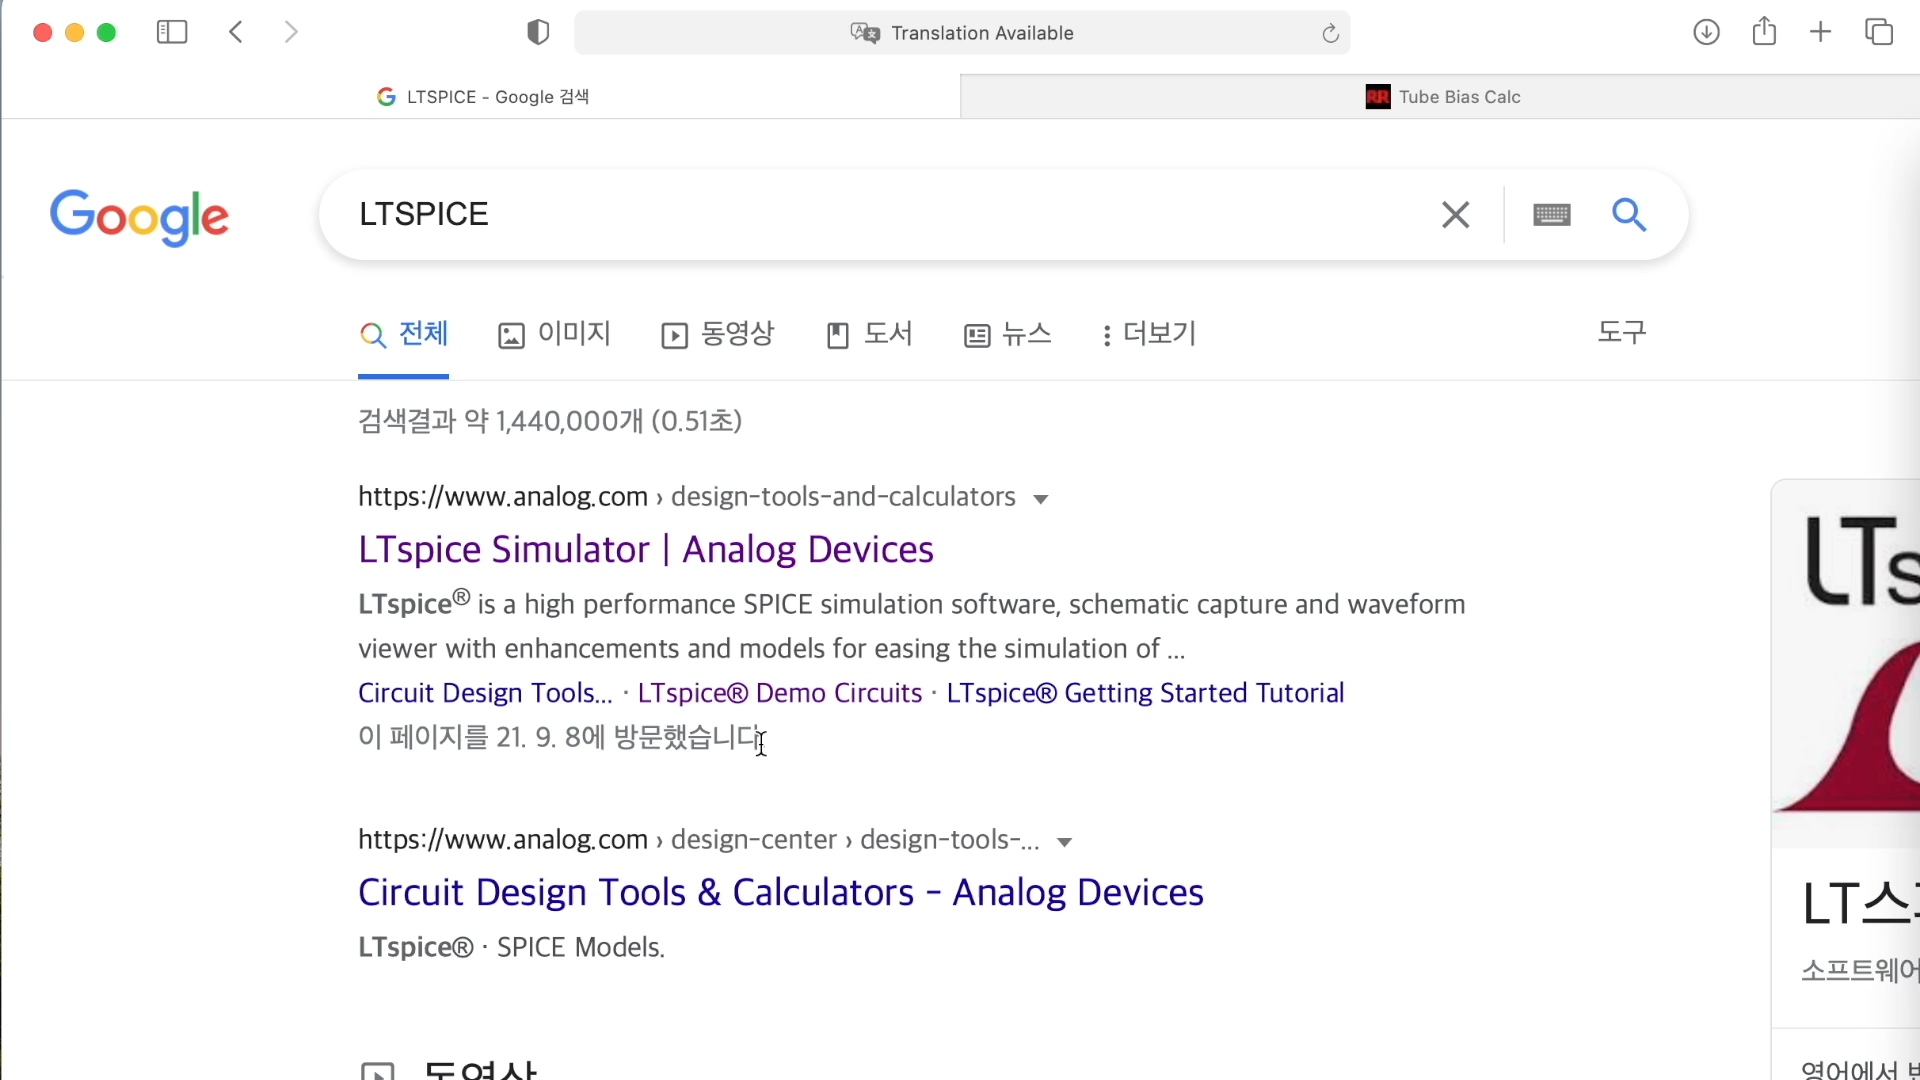 Translation Available
LTSPICE - Google 검색
Tube Bias Calc
Google
LTSPICE
전체
이미지
동영상
도서
뉴스
더보기
도구
검색결과 약 1,440,000개 (0.51초)
https://www.analog.com › design-tools-and-calculators
LTspice Simulator | Analog Devices
LTspice® is a high performance SPICE simulation software, schematic capture and waveform
viewer with enhancements and models for easing the simulation of ...
Circuit Design Tools... · LTspice® Demo Circuits · LTspice® Getting Started Tutorial
이 페이지를 21. 9. 8에 방문했습니다
https://www.analog.com › design-center › design-tools-...
Circuit Design Tools & Calculators - Analog Devices
LTspice® · SPICE Models.
동영상
LTs
LT스
소프트웨어
영어에서